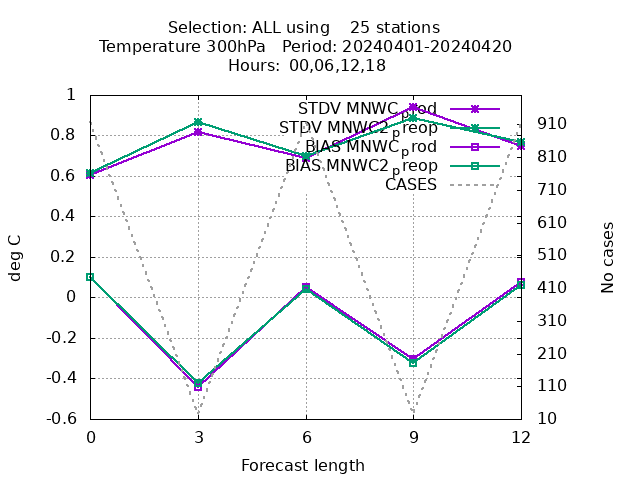 Selection: ALL using 25 stations
Temperature 300hPa Period: 20240401-20240420
Hours: 00,06,12,18
1
0.8
0.6
0.4
0.2
0
-0.2
-0.4
-0.6
deg C
STDV MNWC_prod
STDV MNWC2_preop
BIAS MNWC_prod
BIAS MNWC2_preop
CASES
910
810
710
610
510
410
310
210
110
10
No cases
0 3 6 9 12
Forecast length